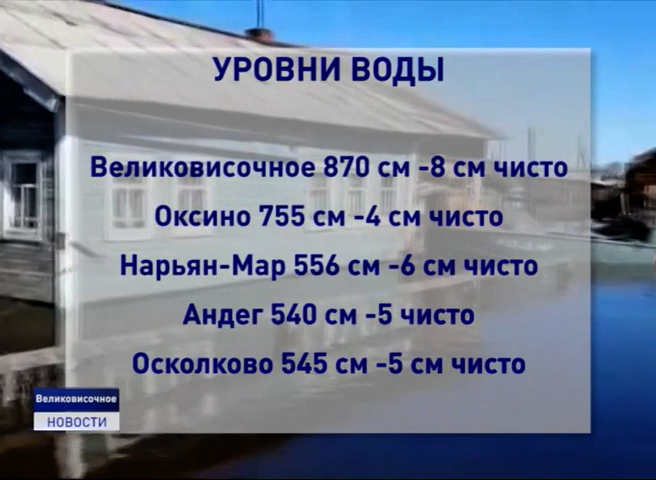 УРОВНИ ВОДЫ
Великовисочное 870 см -8 см чисто
Оксино 755 см -4 см чисто
Нарьян-Мар 556 см -6 см чисто
Андег 540 см -5 чисто
Осколково 545 см -5 см чисто
Великовисочное
НОВОСТИ